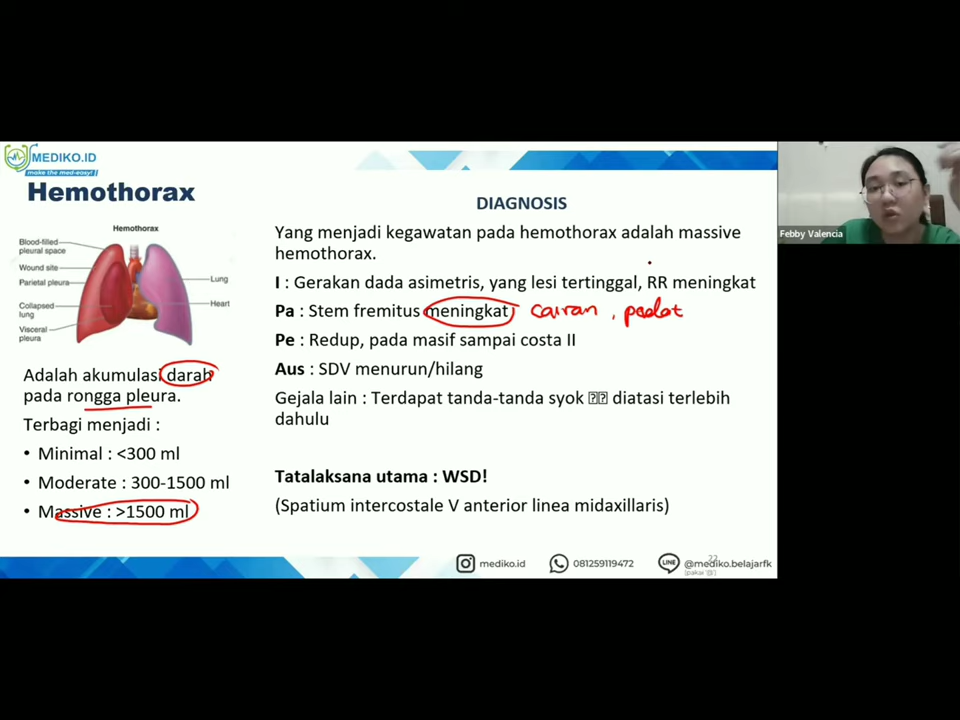 MEDIKO.ID
make the med-easy!
Hemothorax
Hemothorax
Blood-filled
pleural space
Wound site
Parietal pleura
Collapsed
lung
Visceral
pleura
Lung
Heart
Adalah akumulasi darah
pada rongga pleura.
Terbagi menjadi :
• Minimal : <300 ml
• Moderate : 300-1500 ml
• Massive : >1500 ml
DIAGNOSIS
Yang menjadi kegawatan pada hemothorax adalah massive
hemothorax.
I : Gerakan dada asimetris, yang lesi tertinggal, RR meningkat
Pa : Stem fremitus meningkat cairan , padat
Pe : Redup, pada masif sampai costa II
Aus : SDV menurun/hilang
Gejala lain : Terdapat tanda-tanda syok diatasi terlebih
dahulu
Tatalaksana utama : WSD!
(Spatium intercostale V anterior linea midaxillaris)
mediko.id
081259119472
LINE
@mediko.belajarfk
22
(pakai '@')
Febby Valencia